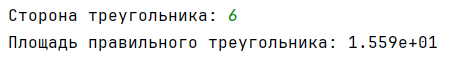 Сторона треугольника: 6
Площадь правильного треугольника: 1.559e+01